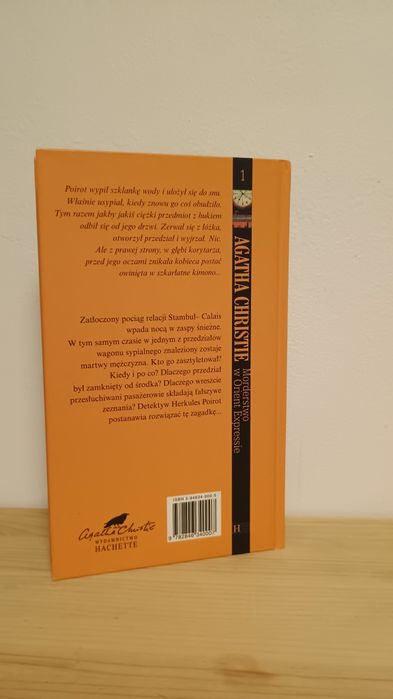 Poirot wypił szklankę wody i ułożył się do snu.
Właśnie usypiał, kiedy znowu go coś obudziło.
Tym razem jakby jakiś ciężki przedmiot z hukiem
odbił się od jego drzwi. Zerwał się z łóżka,
otworzył przedział i wyjrzał. Nic.
Ale z prawej strony, w głębi korytarza,
przed jego oczami znikała kobieca postać
owinięta w szkarłatne kimono...
Zatłoczony pociąg relacji Stambuł– Calais
wpada nocą w zaspy śnieżne.
W tym samym czasie w jednym z przedziałów
wagonu sypialnego znaleziony zostaje
martwy mężczyzna. Kto go zasztyletował?
Kiedy i po co? Dlaczego przedział
był zamknięty od środka? Dlaczego wreszcie
przesłuchiwani pasażerowie składają fałszywe
zeznania? Detektyw Herkules Poirot
postanawia rozwiązać tę zagadkę...
Agatha Christie
WYDAWNICTWO
HACHETTE
9 782846 340007
1
AGATHA CHRISTIE
Morderstwo
w Orient Expressie
H